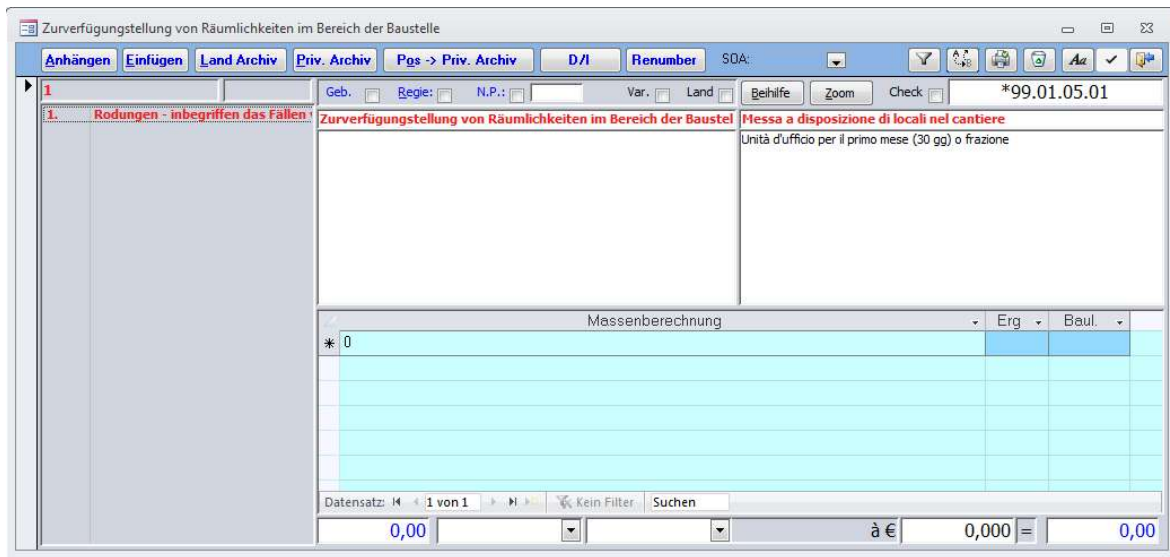 Zurverfügungstellung von Räumlichkeiten im Bereich der Baustelle
Anhängen Einfügen Land Archiv Priv. Archiv Pos -> Priv. Archiv D/I Renumber SOA: Aa
1 Geb. Regie: N.P.: Var. Land Beihilfe Zoom Check *99.01.05.01
1. Rodungen - inbegriffen das Fällen Zurverfügungstellung von Räumlichkeiten im Bereich der Baustel Messa a disposizione di locali nel cantiere
Unità d'ufficio per il primo mese (30 gg) o frazione
Massenberechnung Erg Baul.
0
Datensatz: 1 von 1 Kein Filter Suchen
0,00 à € 0,000 = 0,00